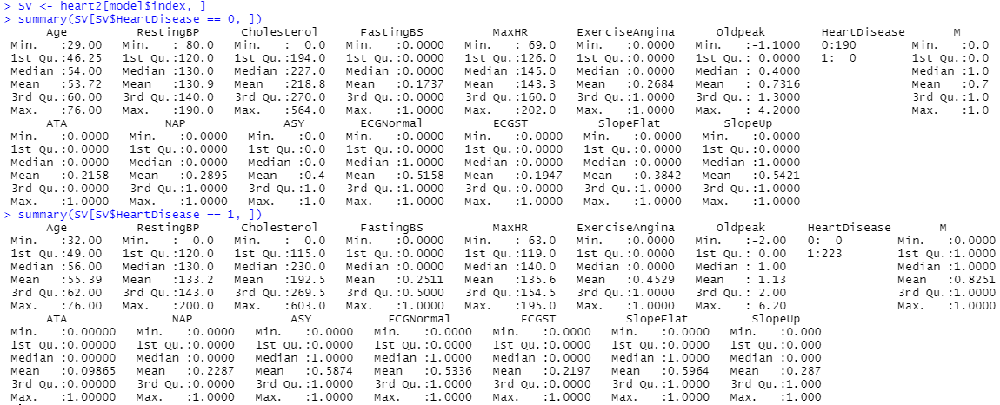 > SV <- heart2[model$index, ]
> summary(SV[SV$HeartDisease == 0, ])
Age RestingBP Cholesterol FastingBS MaxHR ExerciseAngina Oldpeak HeartDisease M
Min. :29.00 Min. : 80.0 Min. : 0.0 Min. :0.0000 Min. : 69.0 Min. :0.0000 Min. :-1.1000 0:190 Min. :0.0
1st Qu.:46.25 1st Qu.:120.0 1st Qu.:194.0 1st Qu.:0.0000 1st Qu.:126.0 1st Qu.:0.0000 1st Qu.: 0.0000 1: 0 1st Qu.:0.0
Median :54.00 Median :130.0 Median :227.0 Median :0.0000 Median :145.0 Median :0.0000 Median : 0.4000 Median :1.0
Mean :53.72 Mean :130.9 Mean :218.8 Mean :0.1737 Mean :143.3 Mean :0.2684 Mean : 0.7316 Mean :0.7
3rd Qu.:60.00 3rd Qu.:140.0 3rd Qu.:270.0 3rd Qu.:0.0000 3rd Qu.:160.0 3rd Qu.:1.0000 3rd Qu.: 1.3000 3rd Qu.:1.0
Max. :76.00 Max. :190.0 Max. :564.0 Max. :1.0000 Max. :202.0 Max. :1.0000 Max. : 4.2000 Max. :1.0
ATA NAP ASY ECGNormal ECGST SlopeFlat SlopeUp
Min. :0.0000 Min. :0.0000 Min. :0.0 Min. :0.0000 Min. :0.0000 Min. :0.0000 Min. :0.0000
1st Qu.:0.0000 1st Qu.:0.0000 1st Qu.:0.0 1st Qu.:0.0000 1st Qu.:0.0000 1st Qu.:0.0000 1st Qu.:0.0000
Median :0.0000 Median :0.0000 Median :0.0 Median :1.0000 Median :0.0000 Median :0.0000 Median :1.0000
Mean :0.2158 Mean :0.2895 Mean :0.4 Mean :0.5158 Mean :0.1947 Mean :0.3842 Mean :0.5421
3rd Qu.:0.0000 3rd Qu.:1.0000 3rd Qu.:1.0 3rd Qu.:1.0000 3rd Qu.:0.0000 3rd Qu.:1.0000 3rd Qu.:1.0000
Max. :1.0000 Max. :1.0000 Max. :1.0 Max. :1.0000 Max. :1.0000 Max. :1.0000 Max. :1.0000
> summary(SV[SV$HeartDisease == 1, ])
Age RestingBP Cholesterol FastingBS MaxHR ExerciseAngina Oldpeak HeartDisease M
Min. :32.00 Min. : 0.0 Min. : 0.0 Min. :0.0000 Min. : 63.0 Min. :0.0000 Min. :-2.00 0: 0 Min. :0.0000
1st Qu.:49.00 1st Qu.:120.0 1st Qu.:115.0 1st Qu.:0.0000 1st Qu.:119.0 1st Qu.:0.0000 1st Qu.: 0.00 1:223 1st Qu.:1.0000
Median :56.00 Median :130.0 Median :230.0 Median :0.0000 Median :140.0 Median :0.0000 Median : 1.00 Median :1.0000
Mean :55.39 Mean :133.2 Mean :192.5 Mean :0.2511 Mean :135.6 Mean :0.4529 Mean : 1.13 Mean :0.8251
3rd Qu.:62.00 3rd Qu.:143.0 3rd Qu.:269.5 3rd Qu.:0.5000 3rd Qu.:154.5 3rd Qu.:1.0000 3rd Qu.: 2.00 3rd Qu.:1.0000
Max. :76.00 Max. :200.0 Max. :603.0 Max. :1.0000 Max. :195.0 Max. :1.0000 Max. : 6.20 Max. :1.0000
ATA NAP ASY ECGNormal ECGST SlopeFlat SlopeUp
Min. :0.00000 Min. :0.0000 Min. :0.0000 Min. :0.0000 Min. :0.0000 Min. :0.0000 Min. :0.000
1st Qu.:0.00000 1st Qu.:0.0000 1st Qu.:0.0000 1st Qu.:0.0000 1st Qu.:0.0000 1st Qu.:0.0000 1st Qu.:0.000
Median :0.00000 Median :0.0000 Median :1.0000 Median :1.0000 Median :0.0000 Median :1.0000 Median :0.000
Mean :0.09865 Mean :0.2287 Mean :0.5874 Mean :0.5336 Mean :0.2197 Mean :0.5964 Mean :0.287
3rd Qu.:0.00000 3rd Qu.:0.0000 3rd Qu.:1.0000 3rd Qu.:1.0000 3rd Qu.:0.0000 3rd Qu.:1.0000 3rd Qu.:1.000
Max. :1.00000 Max. :1.0000 Max. :1.0000 Max. :1.0000 Max. :1.0000 Max. :1.0000 Max. :1.000